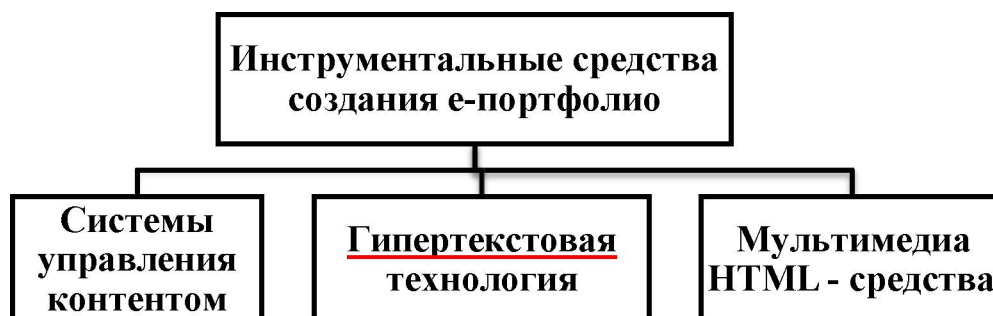 Инструментальные средства
создания е-портфолио
Системы
управления
контентом
Гипертекстовая
технология
Мультимедиа
HTML - средства